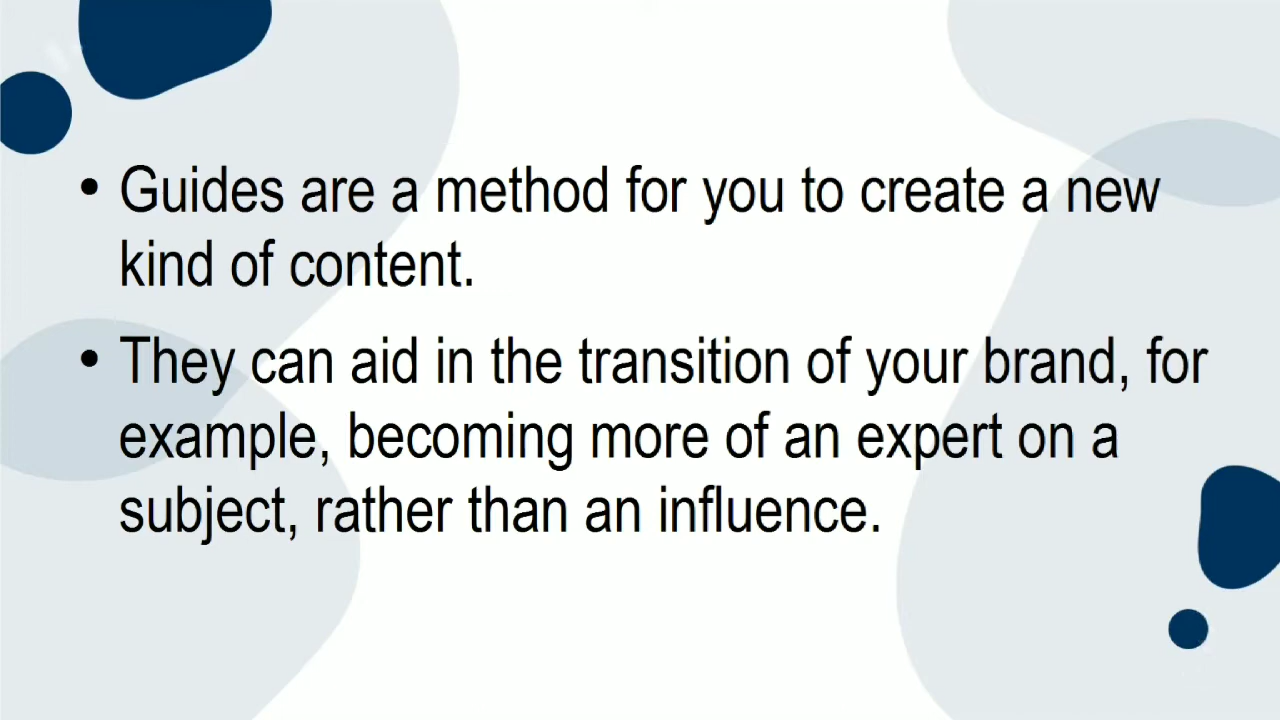 • Guides are a method for you to create a new
kind of content.
• They can aid in the transition of your brand, for
example, becoming more of an expert on a
subject, rather than an influence.